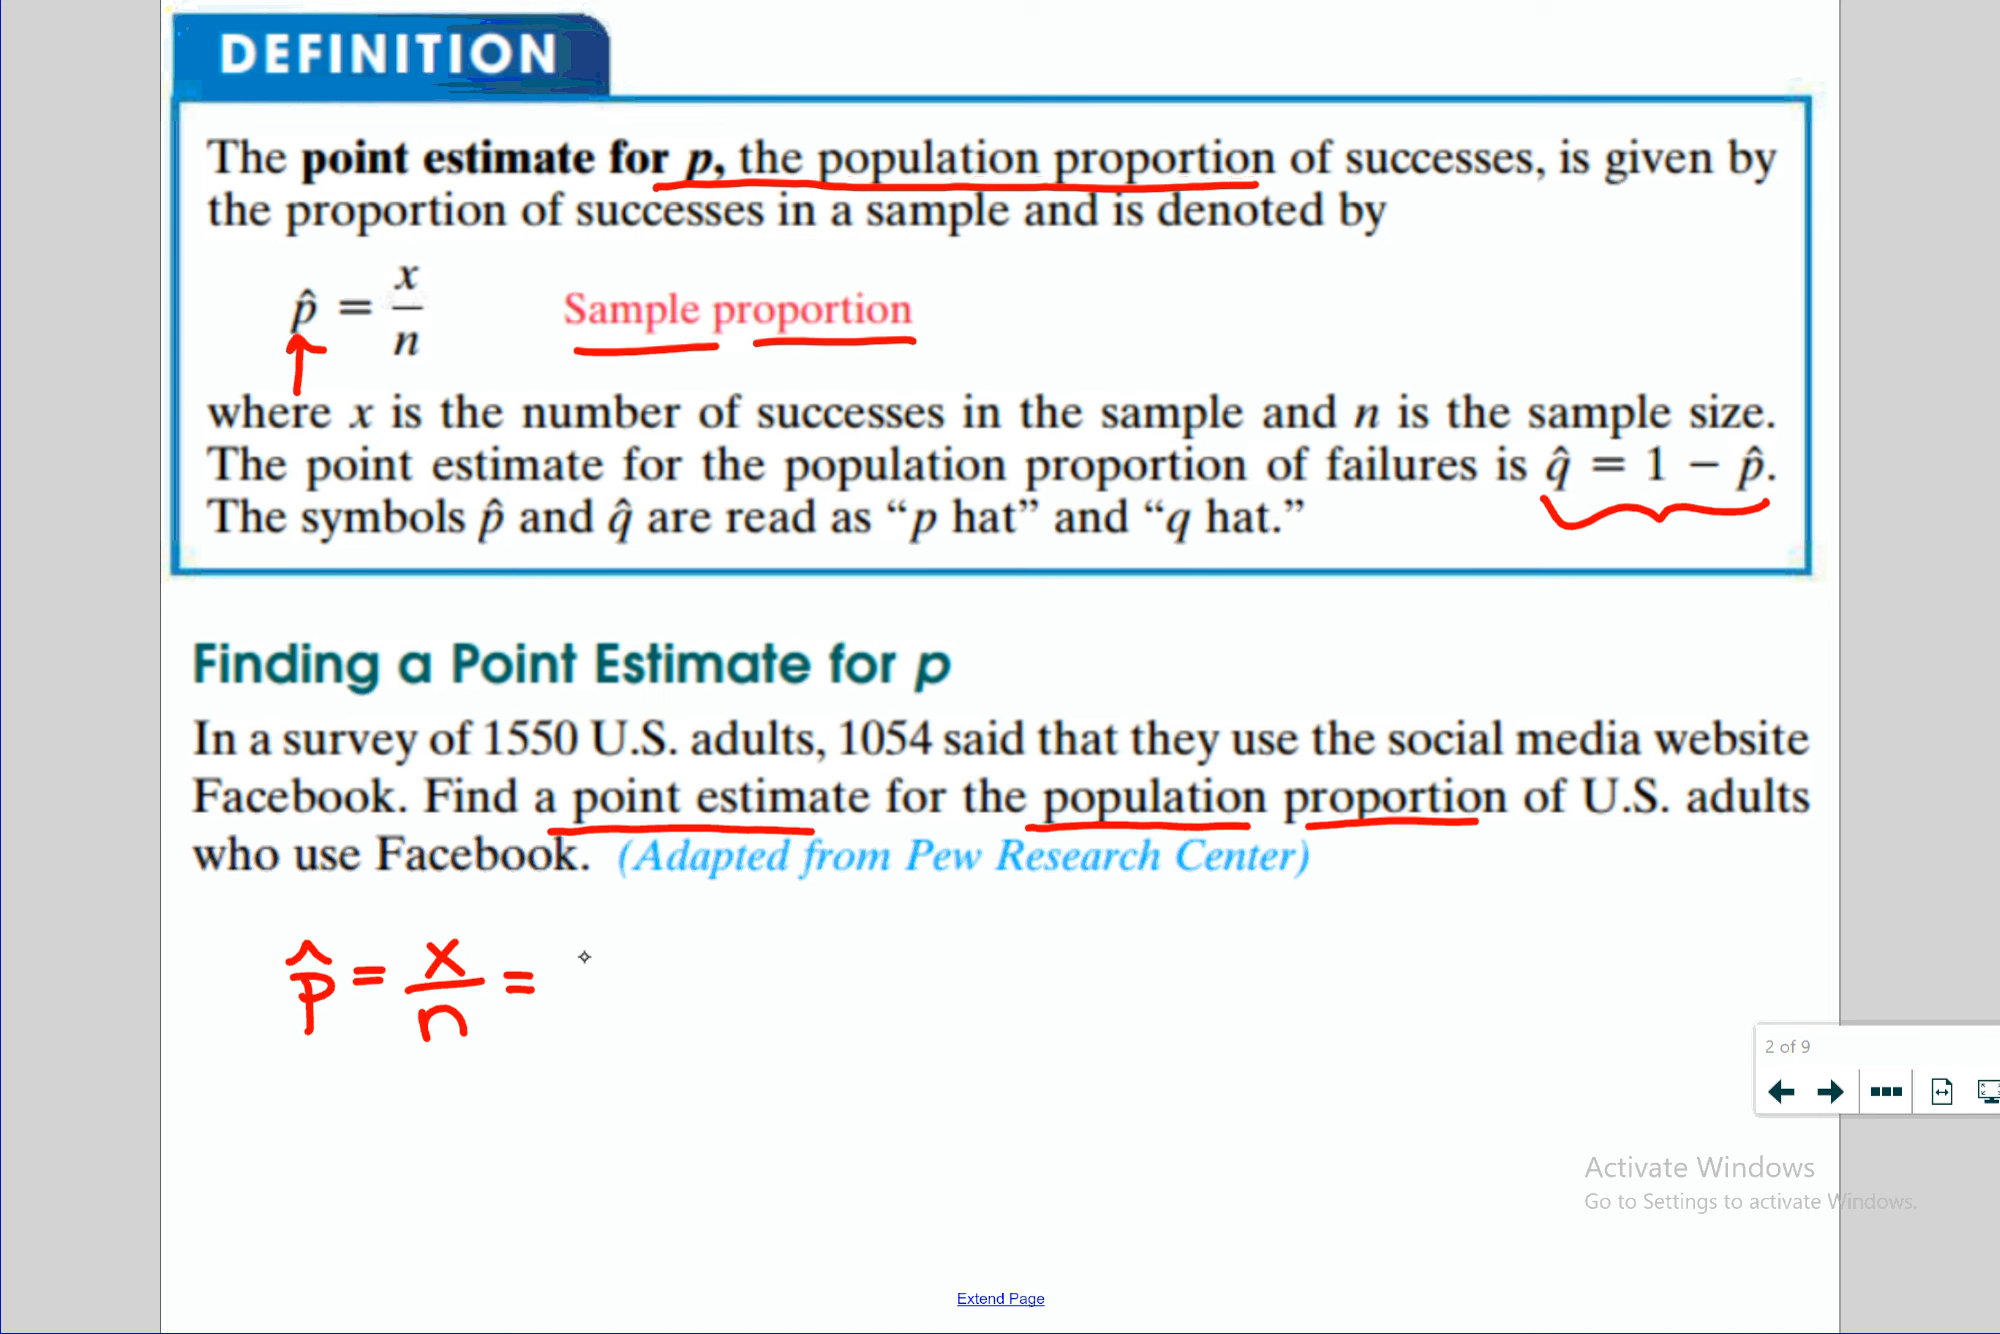 DEFINITION
The point estimate for p, the population proportion of successes, is given by
the proportion of successes in a sample and is denoted by
p̂ = x/n Sample proportion
where x is the number of successes in the sample and n is the sample size.
The point estimate for the population proportion of failures is q̂ = 1 − p̂.
The symbols p̂ and q̂ are read as “p hat” and “q hat.”
Finding a Point Estimate for p
In a survey of 1550 U.S. adults, 1054 said that they use the social media website
Facebook. Find a point estimate for the population proportion of U.S. adults
who use Facebook. (Adapted from Pew Research Center)
p̂ = x/n =
2 of 9
Activate Windows
Go to Settings to activate Windows.
Extend Page